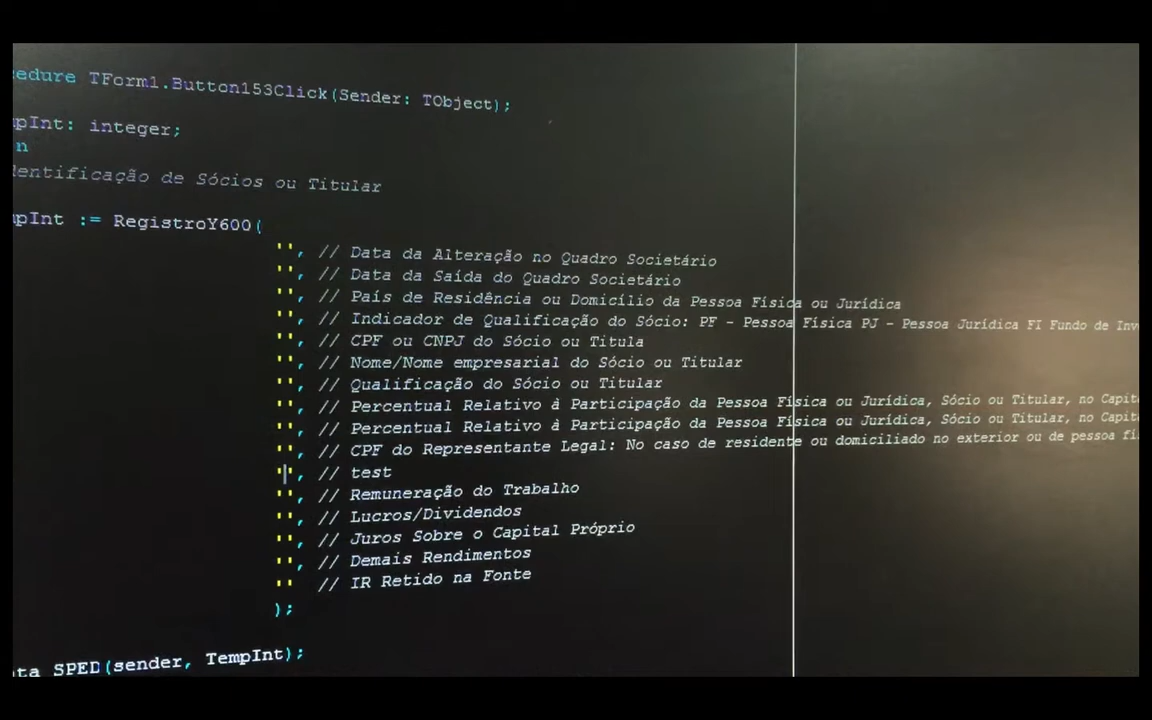 cedure TForm1.Button153Click(Sender: TObject);
mpInt: integer;
n
dentificação de Sócios ou Titular
mpInt := RegistroY600(
'', // Data da Alteração no Quadro Societário
'', // Data da Saída do Quadro Societário
'', // País de Residência ou Domicílio da Pessoa Física ou Jurídica
'', // Indicador de Qualificação do Sócio: PF - Pessoa Física PJ - Pessoa Jurídica FI Fundo de Inv
'', // CPF ou CNPJ do Sócio ou Titula
'', // Nome/Nome empresarial do Sócio ou Titular
'', // Qualificação do Sócio ou Titular
'', // Percentual Relativo à Participação da Pessoa Física ou Jurídica, Sócio ou Titular, no Capit
'', // Percentual Relativo à Participação da Pessoa Física ou Jurídica, Sócio ou Titular, no Capit
'', // CPF do Representante Legal: No caso de residente ou domiciliado no exterior ou de pessoa fí
'', // test
'', // Remuneração do Trabalho
'', // Lucros/Dividendos
'', // Juros Sobre o Capital Próprio
'', // Demais Rendimentos
'' // IR Retido na Fonte
);
ta SPED(sender, TempInt);